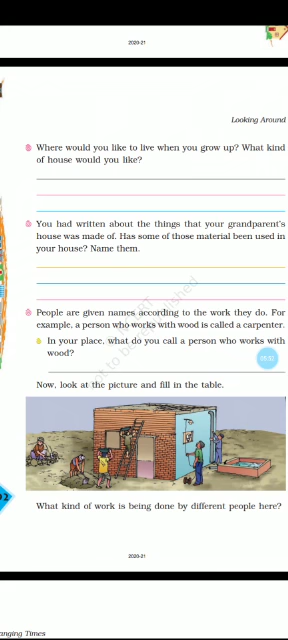 2020-21
Looking Around
Where would you like to live when you grow up? What kind
of house would you like?
You had written about the things that your grandparent's
house was made of. Has some of those material been used in
your house? Name them.
People are given names according to the work they do. For
example, a person who works with wood is called a carpenter.
In your place, what do you call a person who works with
wood?
Now, look at the picture and fill in the table.
What kind of work is being done by different people here?
2020-21
anging Times